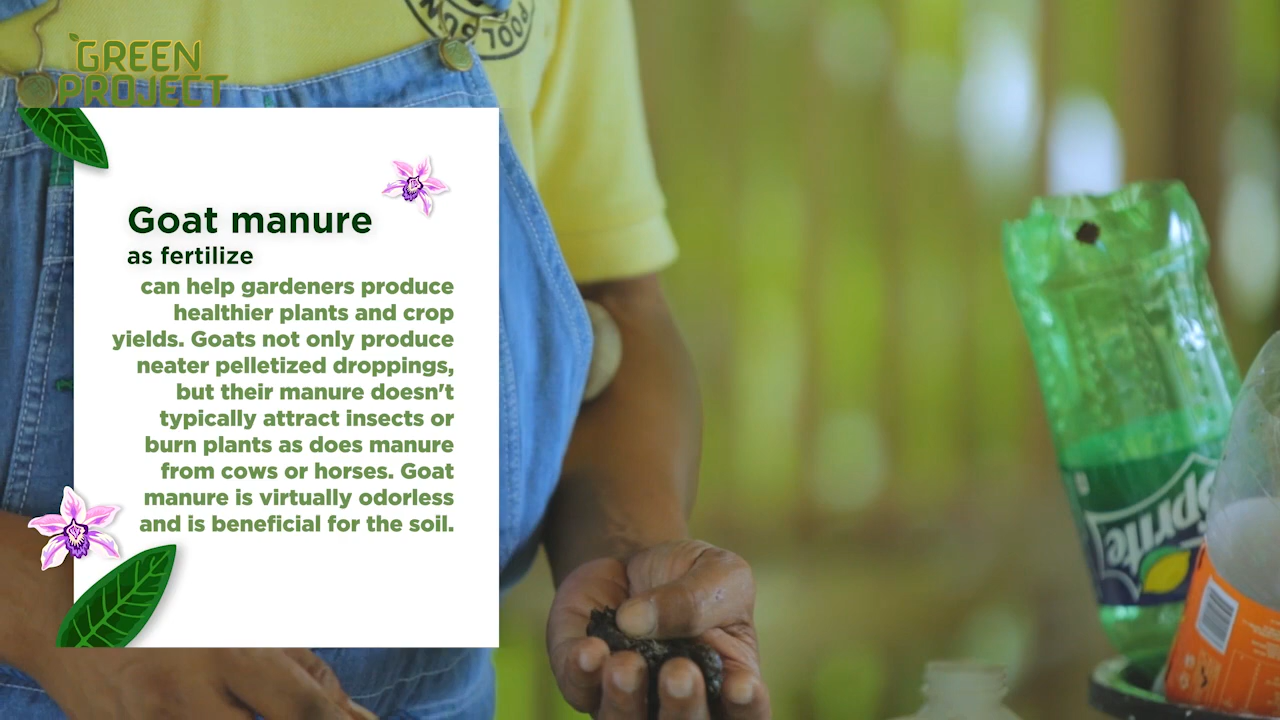 GREEN
PROJECT
POOL
Goat manure
as fertilize
can help gardeners produce
healthier plants and crop
yields. Goats not only produce
neater pelletized droppings,
but their manure doesn't
typically attract insects or
burn plants as does manure
from cows or horses. Goat
manure is virtually odorless
and is beneficial for the soil.
Sprite